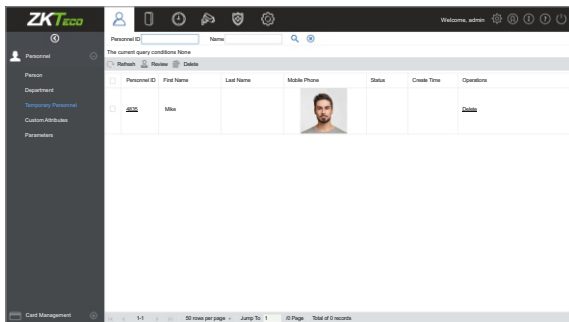 ZKTECO
Welcome, admin
Personnel ID
Name
The current query conditions None
Personnel
Refresh Review Delete
Person
Department
Temporary Personnel
Custom Attributes
Parameters
Personnel ID First Name Last Name Mobile Phone Status Create Time Operations
4835 Mike Delete
Card Management
1-1 50 rows per page Jump To 1 /0 Page Total of 0 records